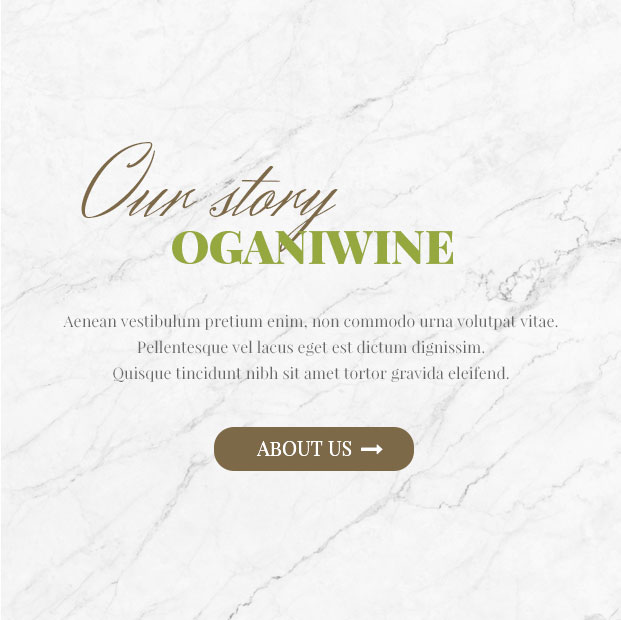 Our story
OGANIWINE
Aenean vestibulum pretium enim, non commodo urna volutpat vitae.
Pellentesque vel lacus eget est dictum dignissim.
Quisque tincidunt nibh sit amet tortor gravida eleifend.
ABOUT US